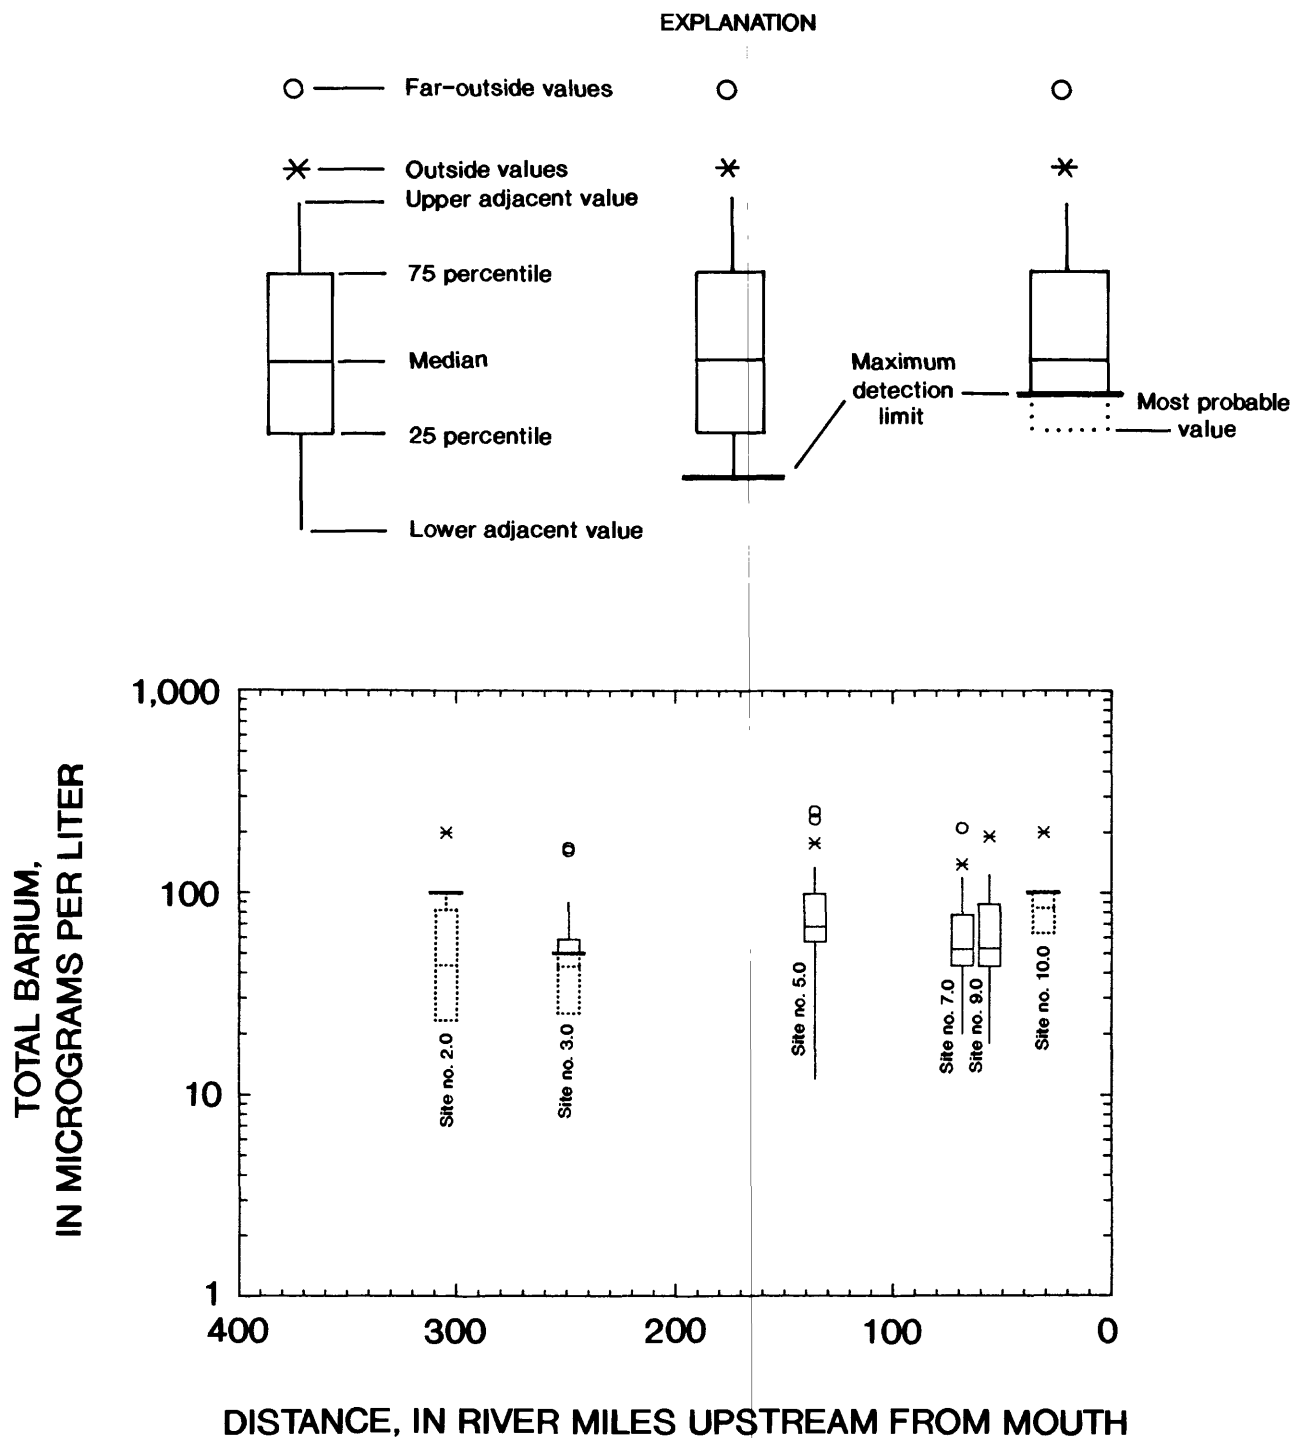 EXPLANATION
Far-outside values
Outside values
Upper adjacent value
75 percentile
Median
25 percentile
Lower adjacent value
Maximum
detection
limit
Most probable
value
TOTAL BARIUM,
IN MICROGRAMS PER LITER
1,000
100
10
1
Site no. 2.0
Site no. 3.0
Site no. 5.0
Site no. 7.0
Site no. 9.0
Site no. 10.0
400 300 200 100 0
DISTANCE, IN RIVER MILES UPSTREAM FROM MOUTH